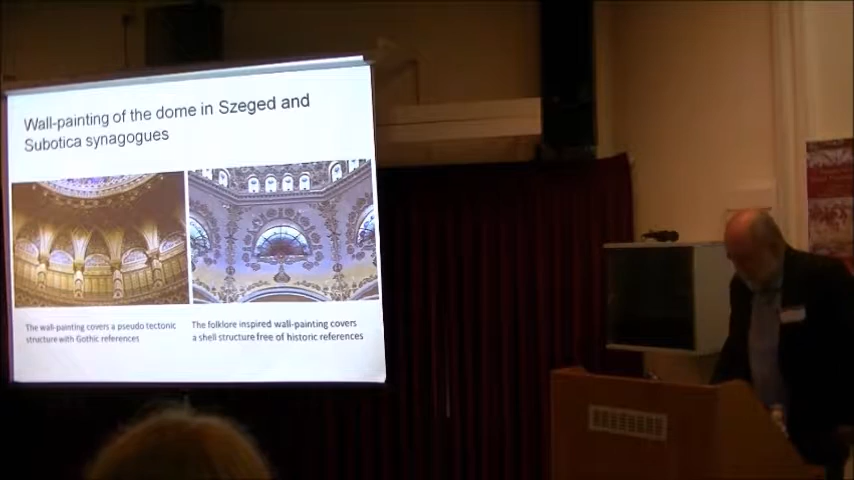 Wall-painting of the dome in Szeged and
Subotica synagogues
The wall-painting covers a pseudo tectonic
structure with Gothic references
The folklore inspired wall-painting covers
a shell structure free of historic references